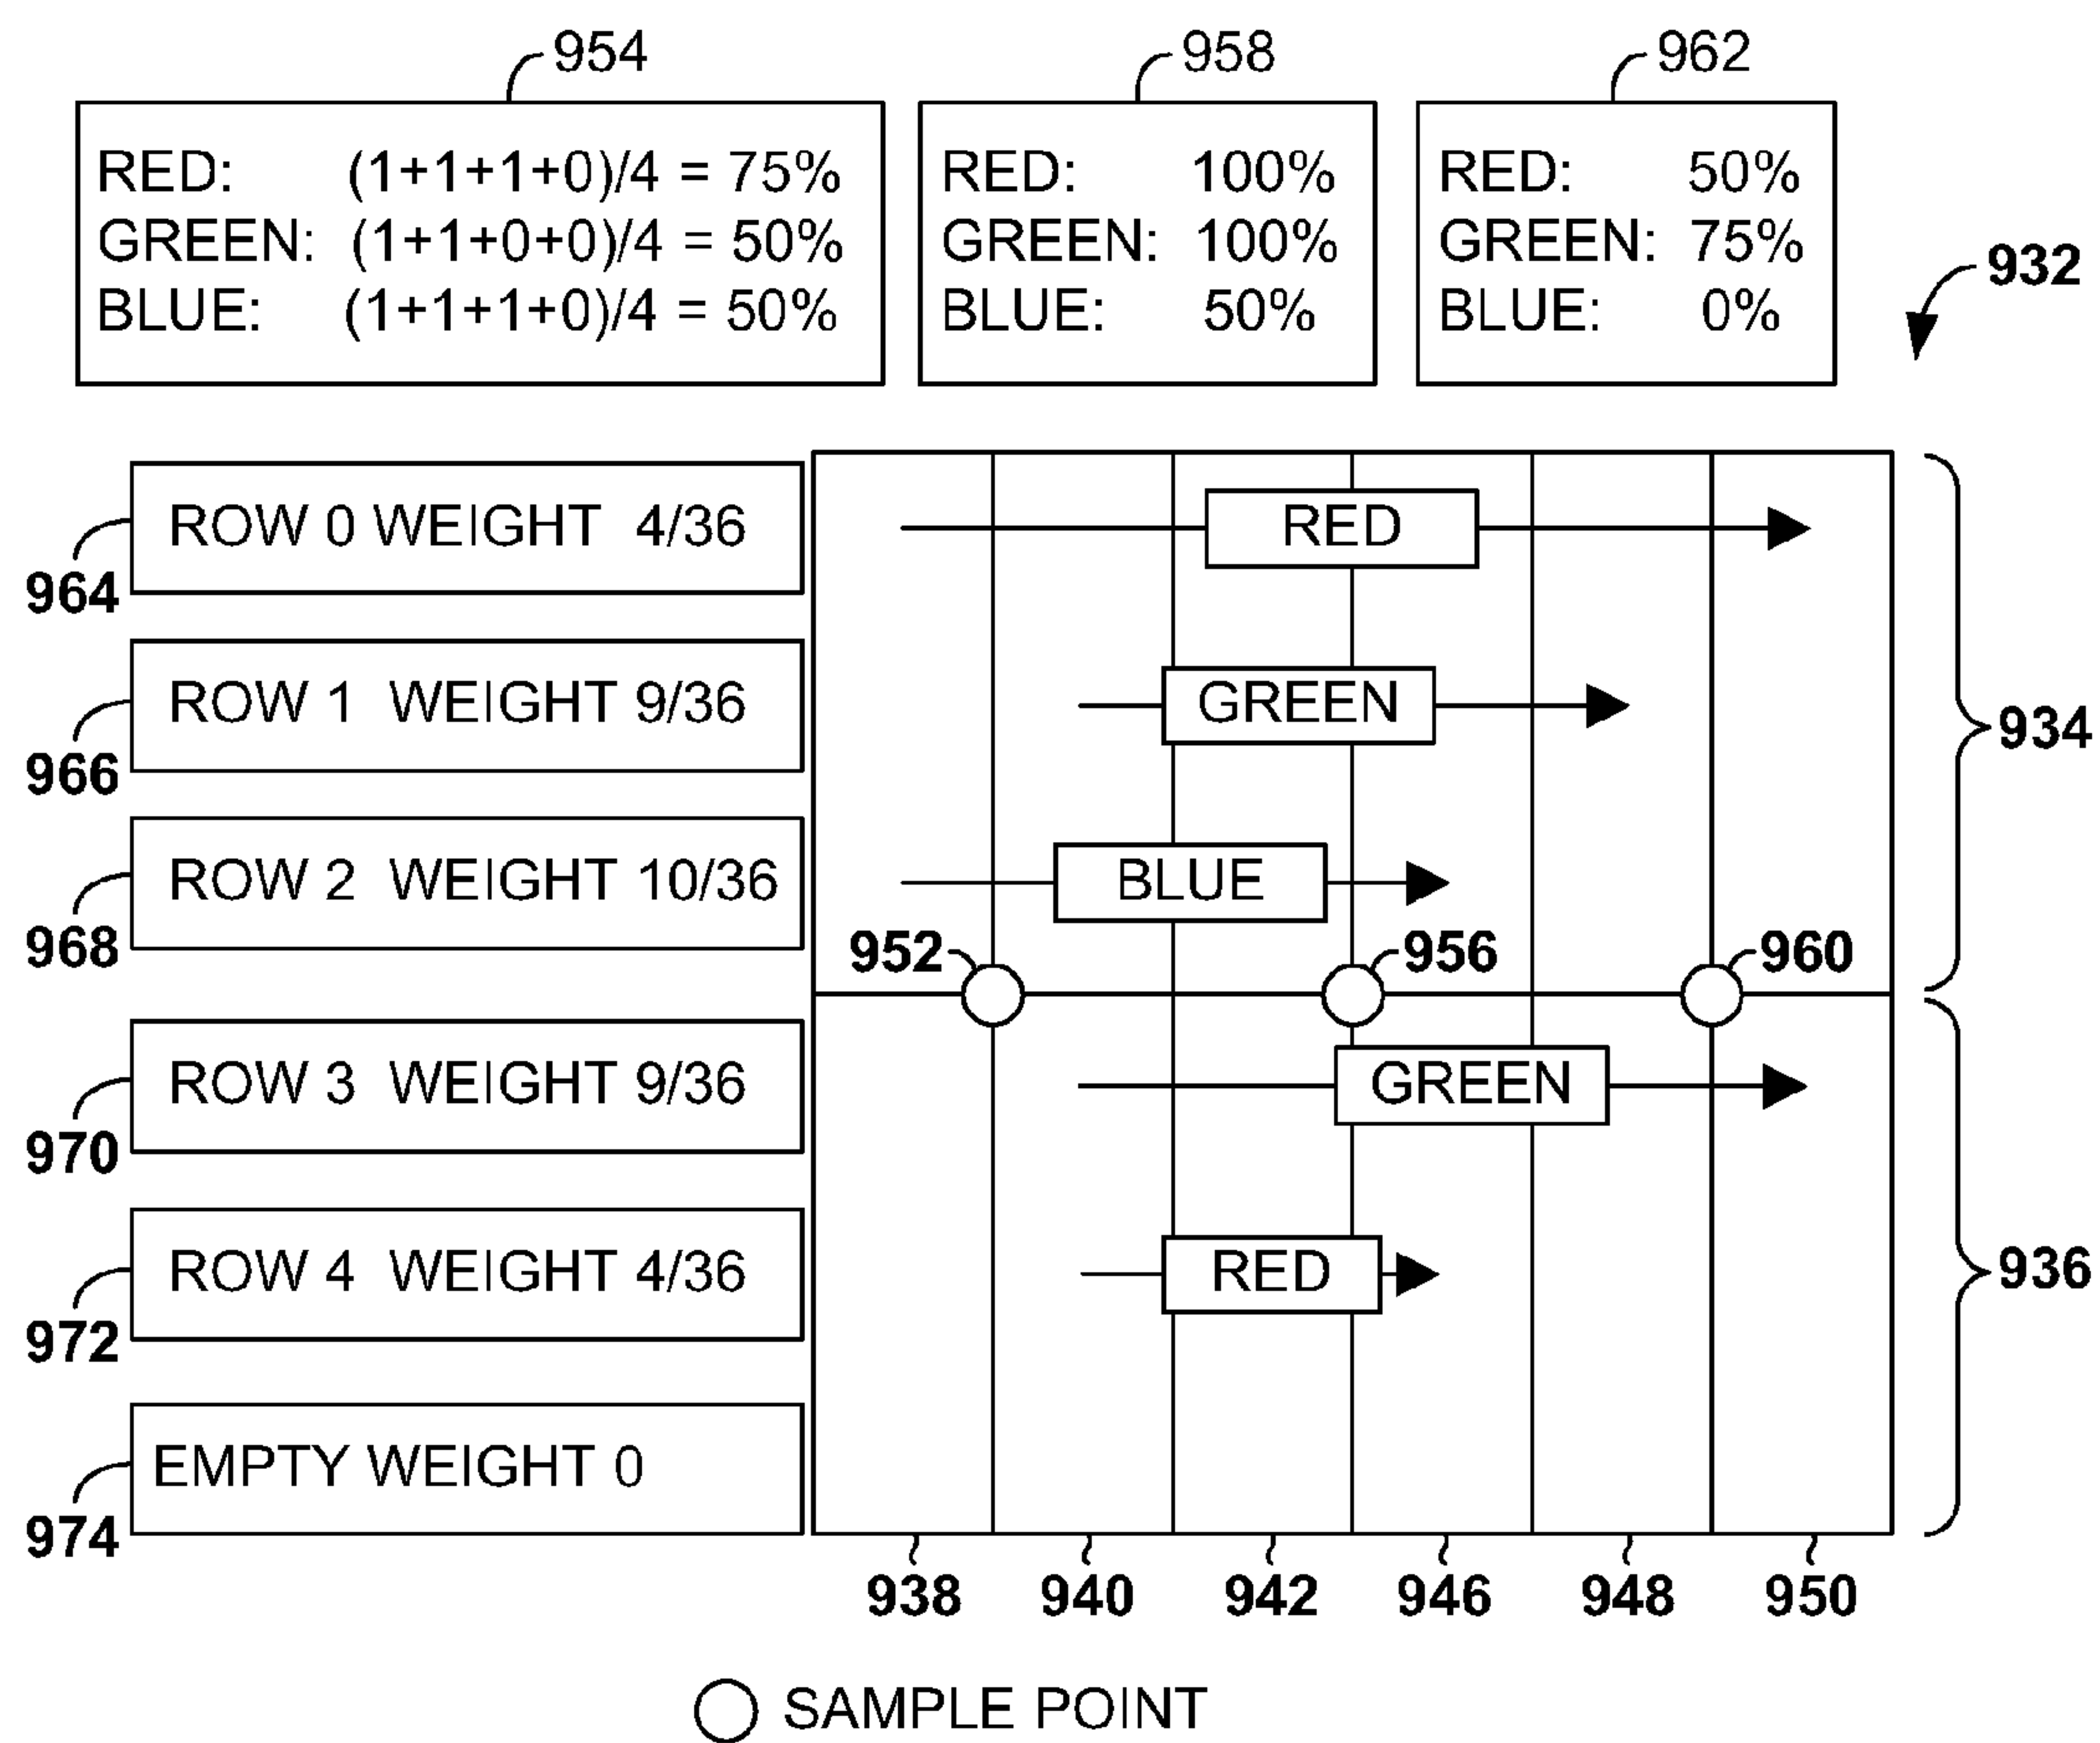 954
958
962
RED: (1+1+1+0)/4 = 75%
GREEN: (1+1+0+0)/4 = 50%
BLUE: (1+1+1+0)/4 = 50%
RED: 100%
GREEN: 100%
BLUE: 50%
RED: 50%
GREEN: 75%
BLUE: 0%
932
ROW 0 WEIGHT 4/36
964
RED
ROW 1 WEIGHT 9/36
966
GREEN
934
ROW 2 WEIGHT 10/36
968
BLUE
952
956
960
ROW 3 WEIGHT 9/36
970
GREEN
ROW 4 WEIGHT 4/36
972
RED
936
EMPTY WEIGHT 0
974
938
940
942
946
948
950
SAMPLE POINT